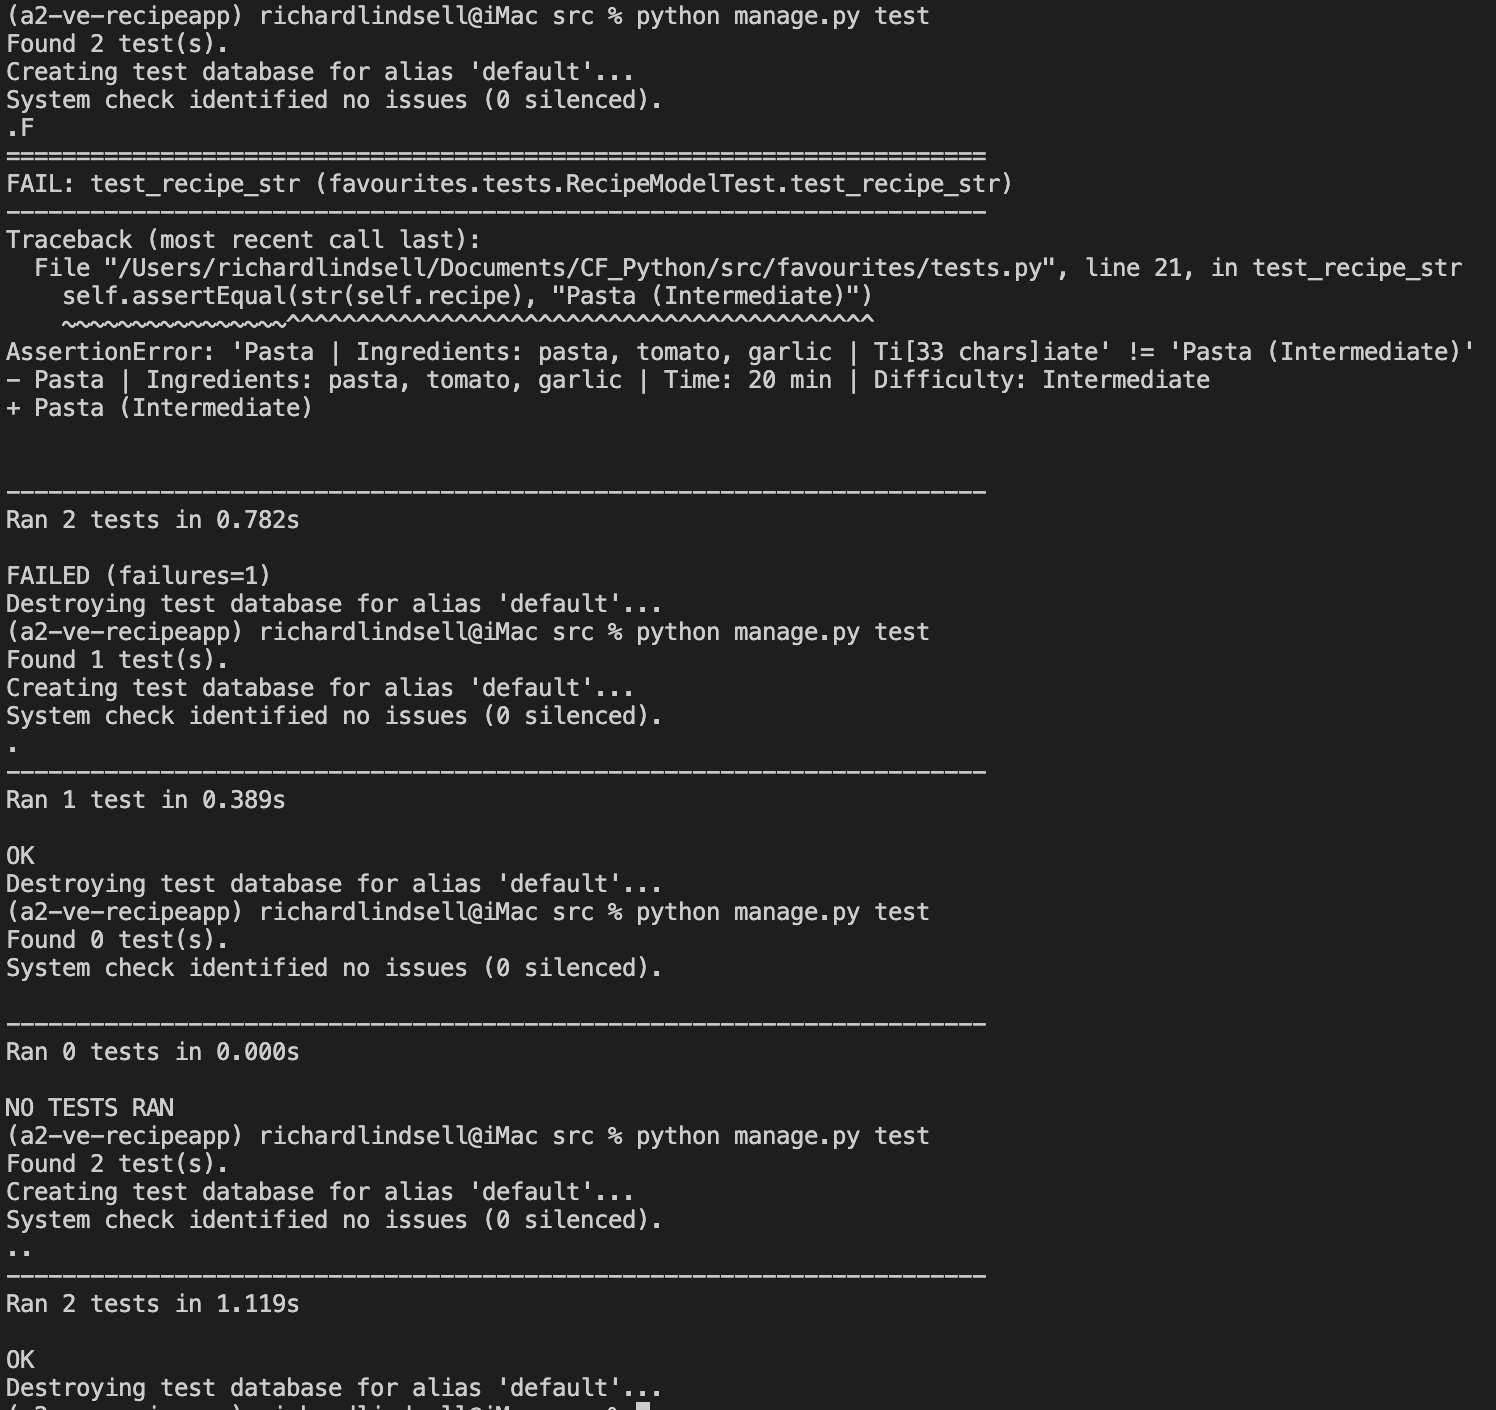 (a2-ve-recipeapp) richardlindsell@iMac src % python manage.py test
Found 2 test(s).
Creating test database for alias 'default'...
System check identified no issues (0 silenced).
.F
======================================================================
FAIL: test_recipe_str (favourites.tests.RecipeModelTest.test_recipe_str)
----------------------------------------------------------------------
Traceback (most recent call last):
  File "/Users/richardlindsell/Documents/CF_Python/src/favourites/tests.py", line 21, in test_recipe_str
    self.assertEqual(str(self.recipe), "Pasta (Intermediate)")
    ~~~~~~~~~~~~~~~~^^^^^^^^^^^^^^^^^^^^^^^^^^^^^^^^^^^^^^^^^^
AssertionError: 'Pasta | Ingredients: pasta, tomato, garlic | Ti[33 chars]iate' != 'Pasta (Intermediate)'
- Pasta | Ingredients: pasta, tomato, garlic | Time: 20 min | Difficulty: Intermediate
+ Pasta (Intermediate)


----------------------------------------------------------------------
Ran 2 tests in 0.782s

FAILED (failures=1)
Destroying test database for alias 'default'...
(a2-ve-recipeapp) richardlindsell@iMac src % python manage.py test
Found 1 test(s).
Creating test database for alias 'default'...
System check identified no issues (0 silenced).
.
----------------------------------------------------------------------
Ran 1 test in 0.389s

OK
Destroying test database for alias 'default'...
(a2-ve-recipeapp) richardlindsell@iMac src % python manage.py test
Found 0 test(s).
System check identified no issues (0 silenced).

----------------------------------------------------------------------
Ran 0 tests in 0.000s

NO TESTS RAN
(a2-ve-recipeapp) richardlindsell@iMac src % python manage.py test
Found 2 test(s).
Creating test database for alias 'default'...
System check identified no issues (0 silenced).
..
----------------------------------------------------------------------
Ran 2 tests in 1.119s

OK
Destroying test database for alias 'default'...